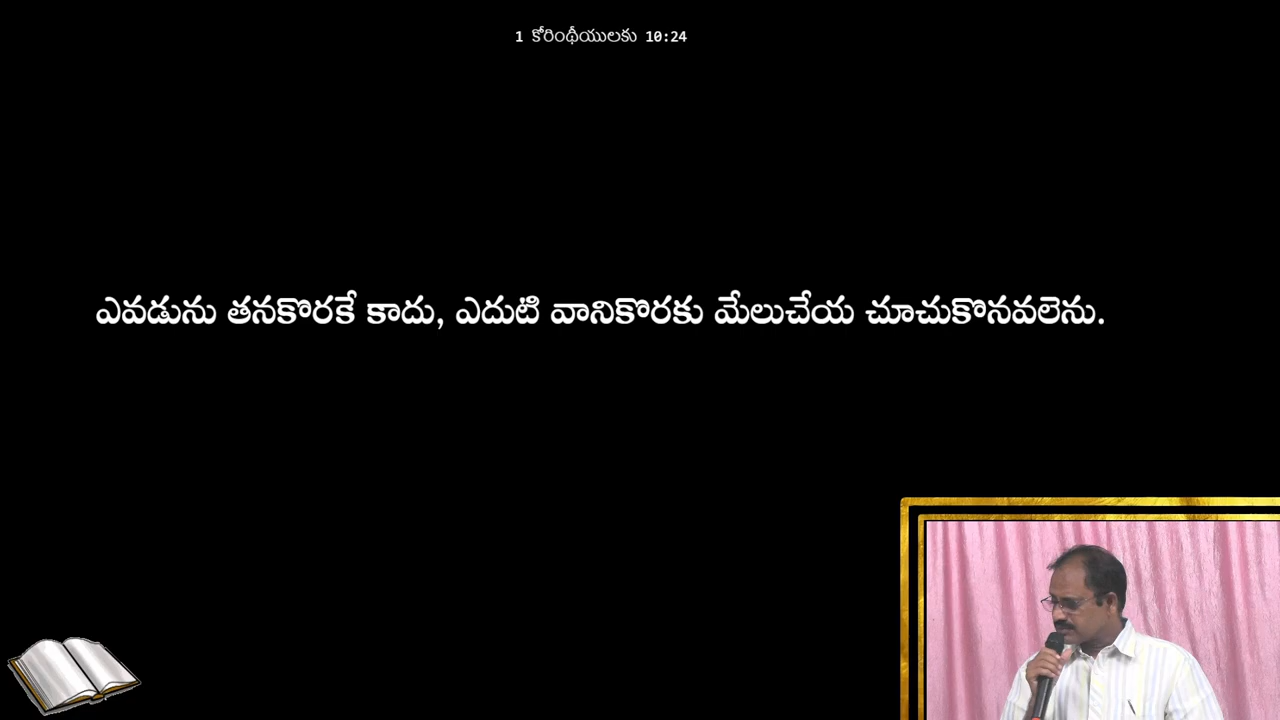 1 కోరింథీయులకు 10:24
ఎవడును తనకొరకే కాదు, ఎదుటి వానికొరకు మేలుచేయ చూచుకొనవలెను.